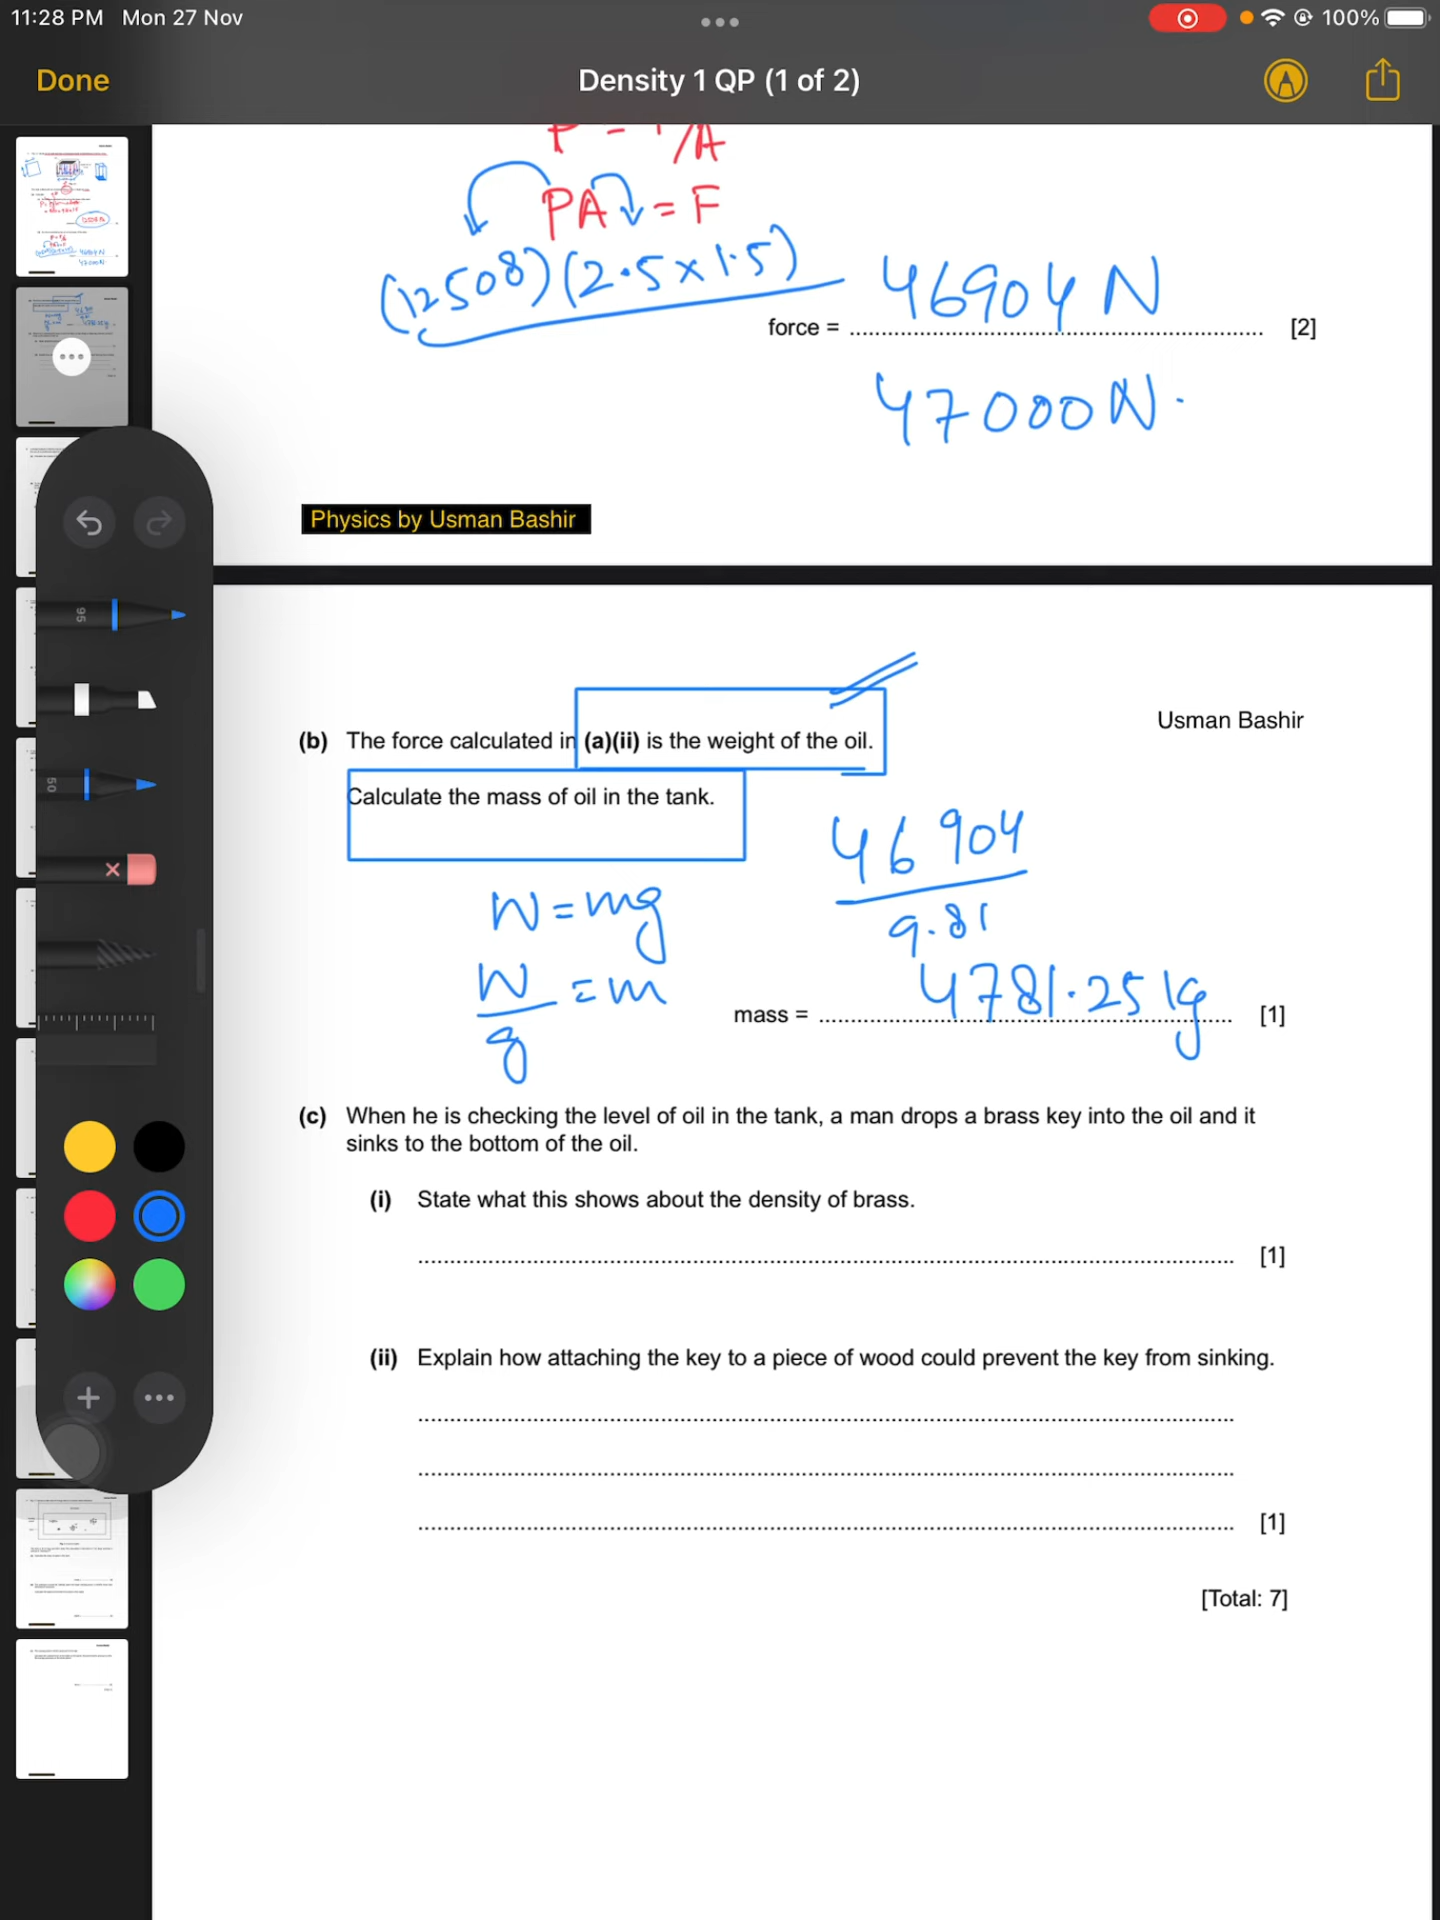 11:28 PM Mon 27 Nov
100%
Done
Density 1 QP (1 of 2)
P = F/A
PA = F
(12508)(2.5×1.5)
46904 N
force = [2]
47000 N.
Physics by Usman Bashir
Usman Bashir
(b) The force calculated in (a)(ii) is the weight of the oil.
Calculate the mass of oil in the tank.
46904
9.81
W = mg
W = m
g
4781.25 kg
mass = [1]
(c) When he is checking the level of oil in the tank, a man drops a brass key into the oil and it
sinks to the bottom of the oil.
(i) State what this shows about the density of brass.
[1]
(ii) Explain how attaching the key to a piece of wood could prevent the key from sinking.
[1]
[Total: 7]
95
50